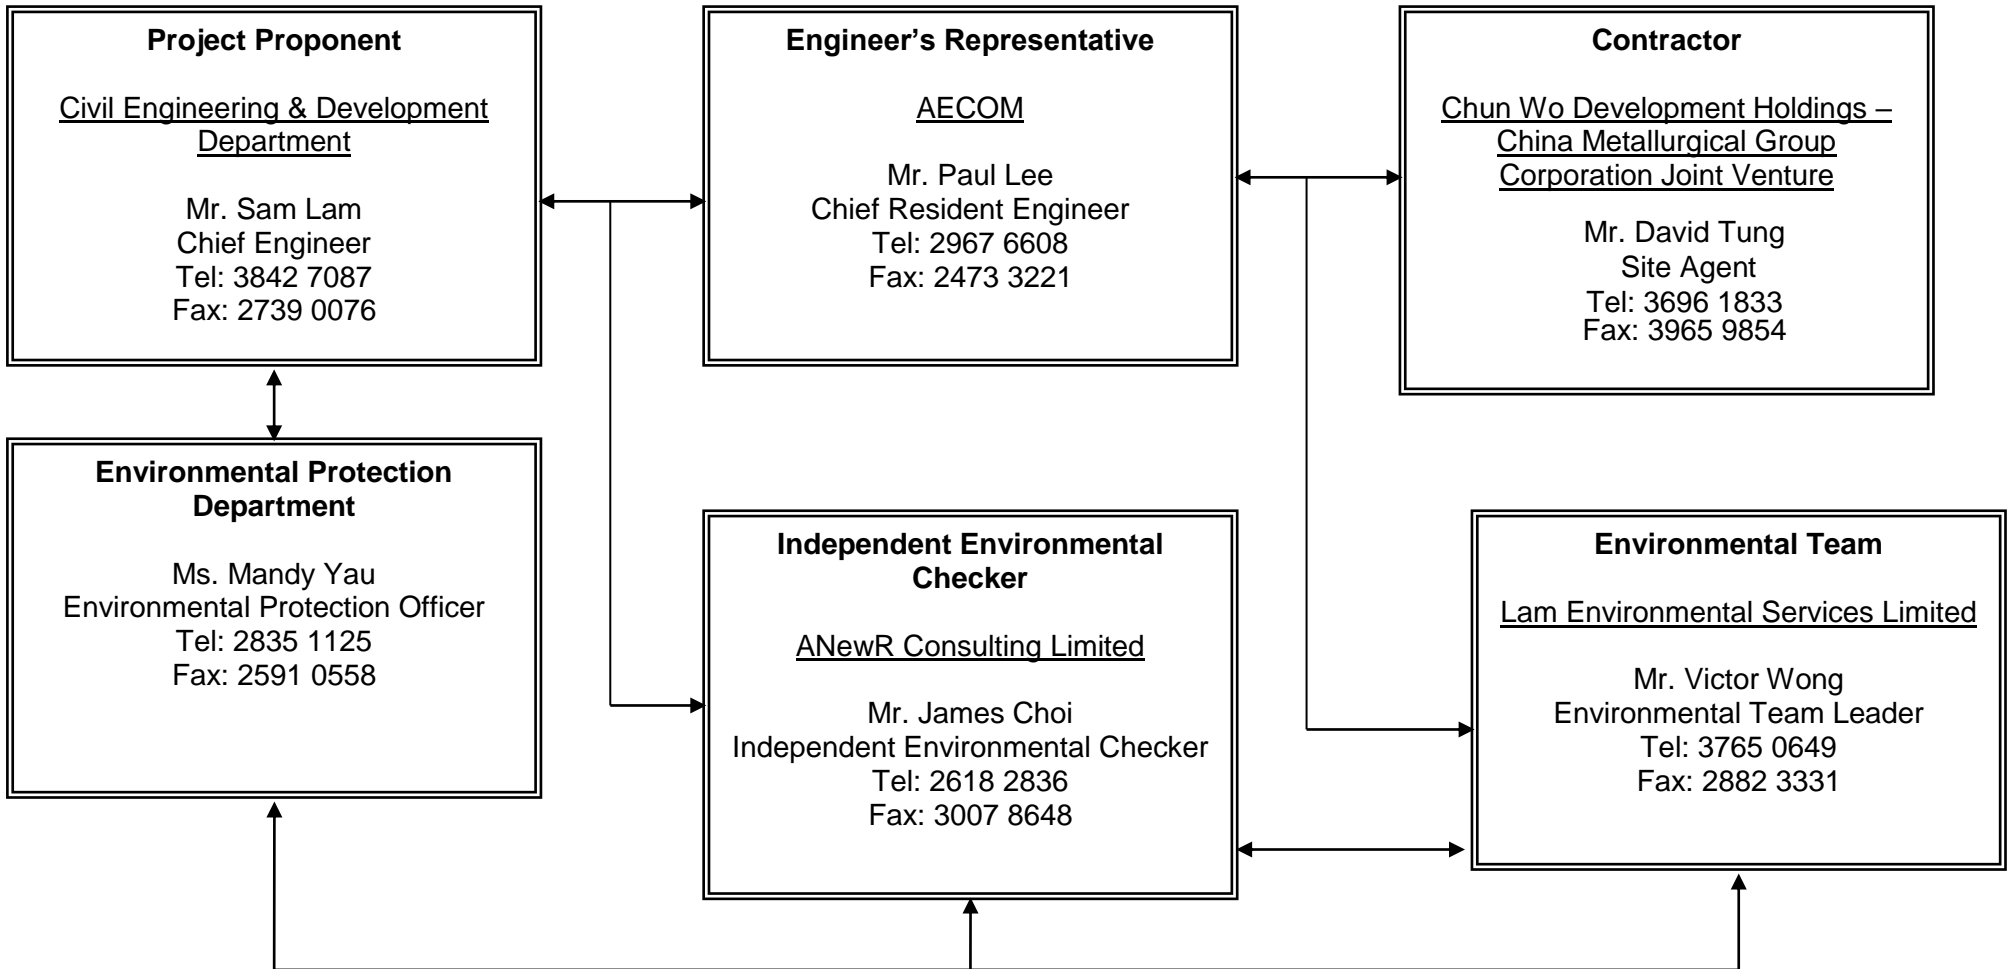 Project Proponent
Civil Engineering & Development
Department
Mr. Sam Lam
Chief Engineer
Tel: 3842 7087
Fax: 2739 0076
Engineer’s Representative
AECOM
Mr. Paul Lee
Chief Resident Engineer
Tel: 2967 6608
Fax: 2473 3221
Contractor
Chun Wo Development Holdings –
China Metallurgical Group
Corporation Joint Venture
Mr. David Tung
Site Agent
Tel: 3696 1833
Fax: 3965 9854
Environmental Protection
Department
Ms. Mandy Yau
Environmental Protection Officer
Tel: 2835 1125
Fax: 2591 0558
Independent Environmental
Checker
ANewR Consulting Limited
Mr. James Choi
Independent Environmental Checker
Tel: 2618 2836
Fax: 3007 8648
Environmental Team
Lam Environmental Services Limited
Mr. Victor Wong
Environmental Team Leader
Tel: 3765 0649
Fax: 2882 3331